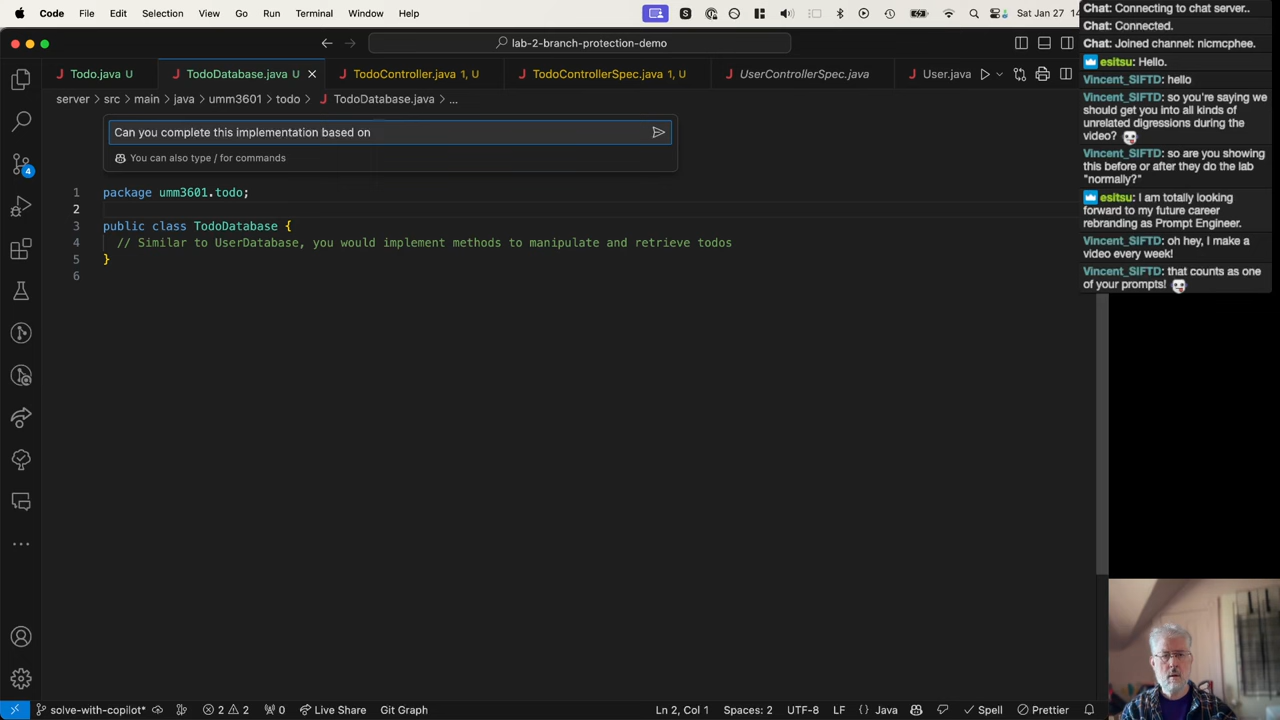 Code File Edit Selection View Go Run Terminal Window Help
Sat Jan 27
lab-2-branch-protection-demo
Todo.java U
TodoDatabase.java U
TodoController.java 1, U
TodoControllerSpec.java 1, U
UserControllerSpec.java
User.java
server > src > main > java > umm3601 > todo > TodoDatabase.java > ...
Can you complete this implementation based on
You can also type / for commands
1 package umm3601.todo;
2
3 public class TodoDatabase {
4 // Similar to UserDatabase, you would implement methods to manipulate and retrieve todos
5 }
6
4
solve-with-copilot*
2 2
0
Live Share
Git Graph
Ln 2, Col 1
Spaces: 2
UTF-8
LF
{ } Java
Spell
Prettier
Chat: Connecting to chat server..
Chat: Connected.
Chat: Joined channel: nicmcphee.
esitsu: Hello.
Vincent_SIFTD: hello
Vincent_SIFTD: so you're saying we
should get you into all kinds of
unrelated digressions during the
video?
Vincent_SIFTD: so are you showing
this before or after they do the lab
"normally?"
esitsu: I am totally looking
forward to my future career
rebranding as Prompt Engineer.
Vincent_SIFTD: oh hey, I make a
video every week!
Vincent_SIFTD: that counts as one
of your prompts!